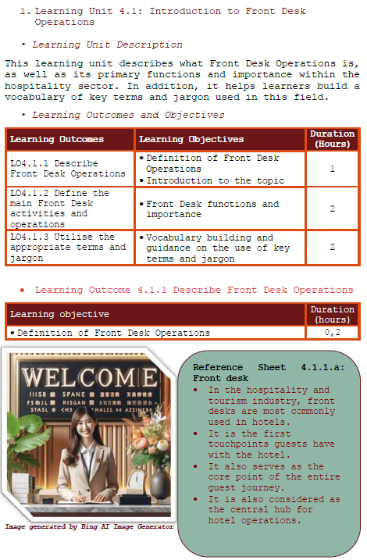 1. Learning Unit 4.1: Introduction to Front Desk
Operations
• Learning Unit Description
This learning unit describes what Front Desk Operations is,
as well as its primary functions and importance within the
hospitality sector. In addition, it helps learners build a
vocabulary of key terms and jargon used in this field.
• Learning Outcomes and Objectives
Learning Outcomes Learning Objectives Duration
(Hours)
LO4.1.1 Describe
Front Desk Operations
• Definition of Front Desk
Operations
• Introduction to the topic
1
LO4.1.2 Define the
main Front Desk
activities and
operations
• Front Desk functions and
importance
2
LO4.1.3 Utilise the
appropriate terms and
jargon
• Vocabulary building and
guidance on the use of key
terms and jargon
2
• Learning Outcome 4.1.1 Describe Front Desk Operations
Learning objective Duration
(hours)
• Definition of Front Desk Operations 0,2
WELCOME
Image generated by Bing AI Image Generator
Reference Sheet 4.1.1.a:
Front desk
• In the hospitality and
tourism industry, front
desks are most commonly
used in hotels.
• It is the first
touchpoints guests have
with the hotel.
• It also serves as the
core point of the entire
guest journey.
• It is also considered as
the central hub for
hotel operations.